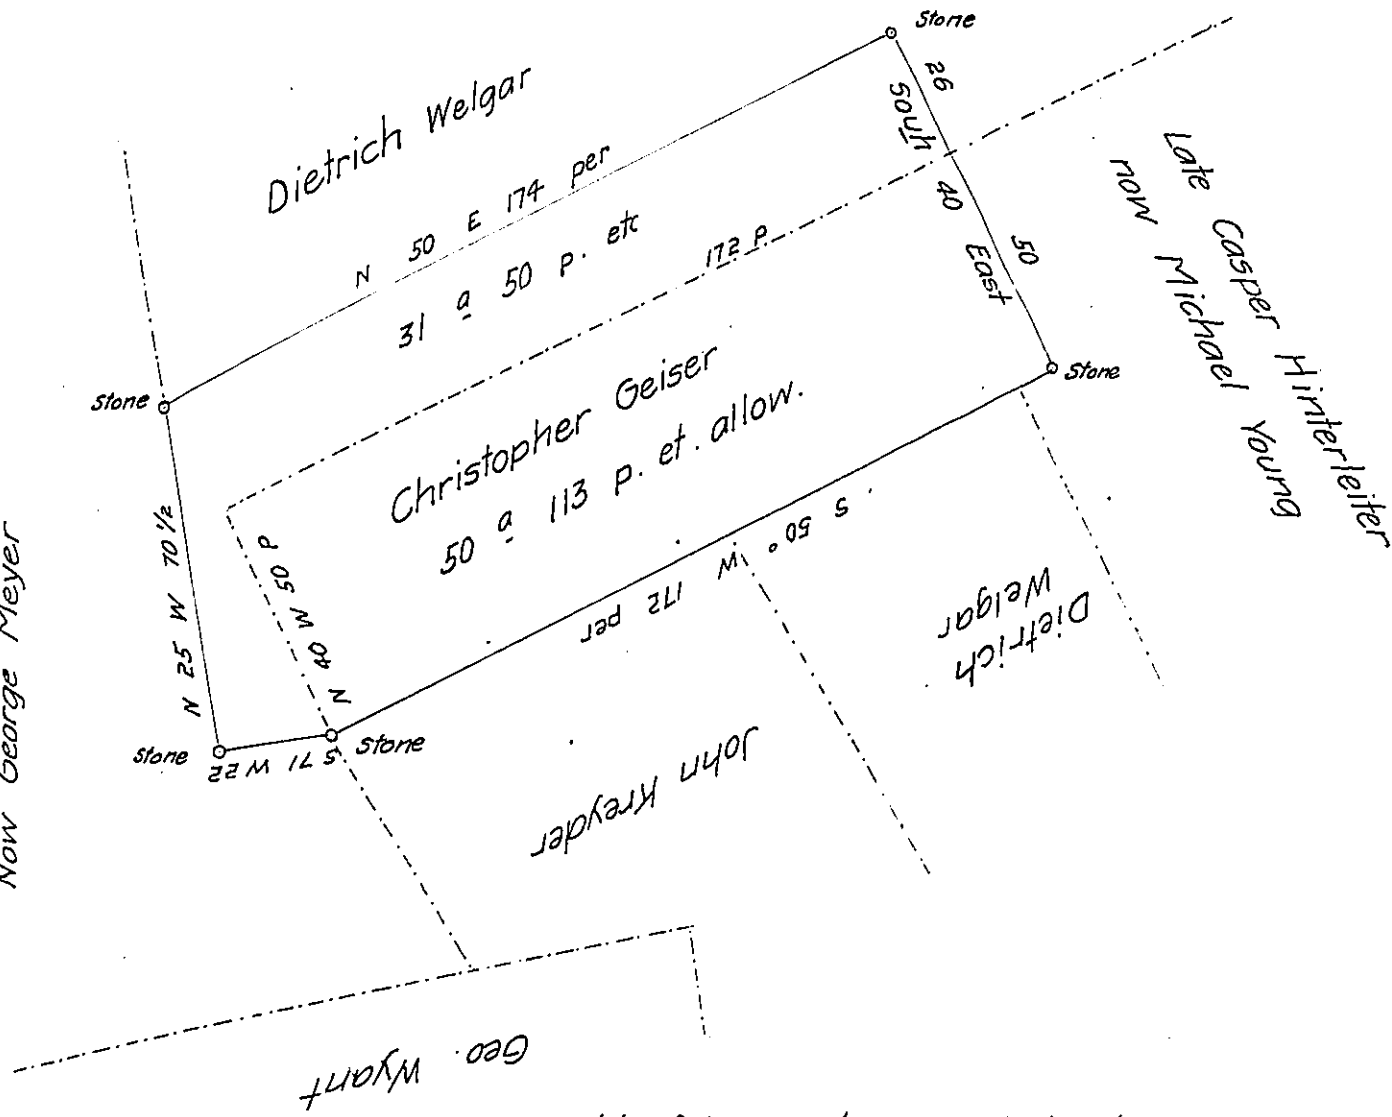 Stone
Dietrich Welgar
26
Souh 40 East
50
N 50 E 174 per
31 a 50 p. etc
172 P
Late Casper Hinterleiter
now Michael Young
Stone
Stone
Christopher Geiser
50 a 113 p. et. allow.
N 25 W 70 1/2
N 40 W 50 P
S 50° W 172 per
Now George Meyer
Stone
S 71 W 22
Stone
Dietrich
Welgar
John Kreyder
Geo. Wyant